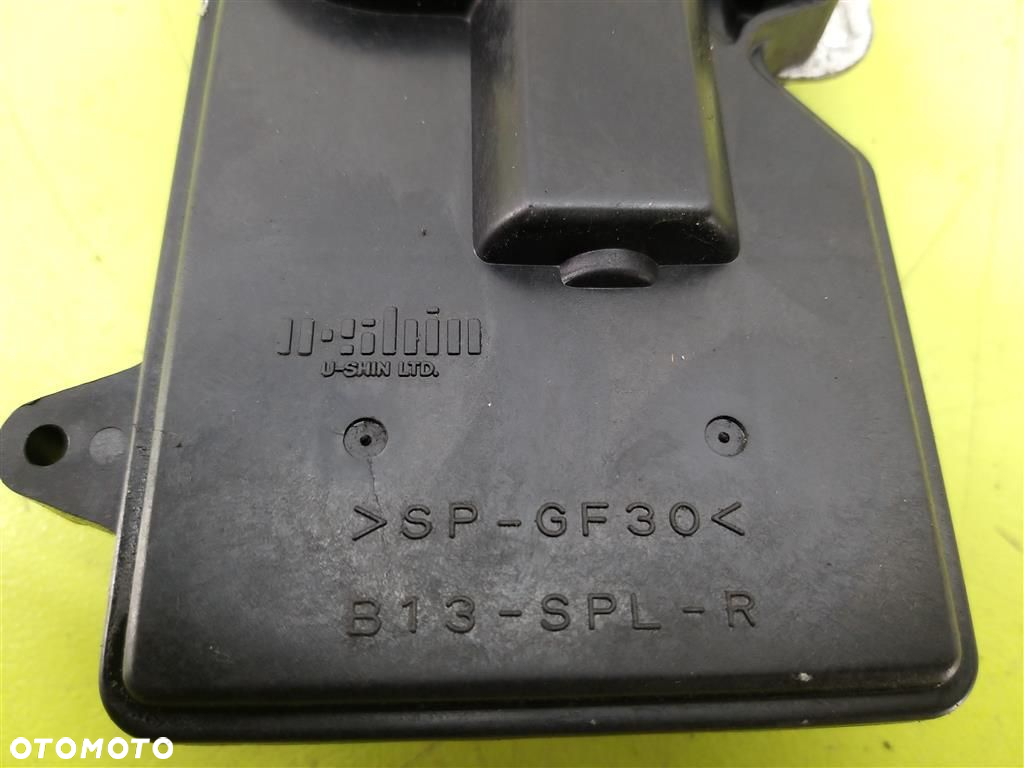 u-shin
U-SHIN LTD.
>SP-GF30<
B13-SPL-R
OTOMOTO